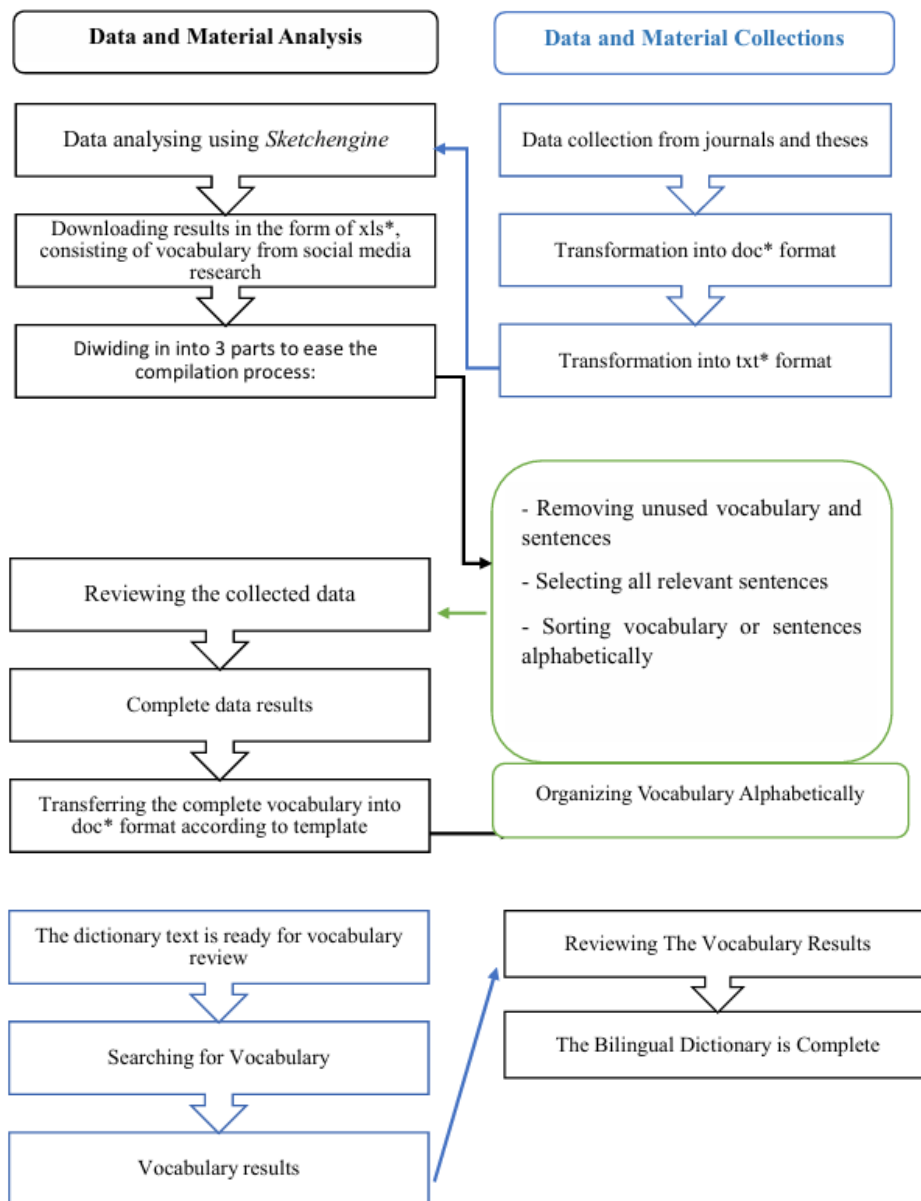 Data and Material Analysis
Data and Material Collections
Data analysing using Sketchengine
Data collection from journals and theses
Downloading results in the form of xls*,
consisting of vocabulary from social media
research
Transformation into doc* format
Diwiding in into 3 parts to ease the
compilation process:
Transformation into txt* format
- Removing unused vocabulary and
sentences
- Selecting all relevant sentences
- Sorting vocabulary or sentences
alphabetically
Reviewing the collected data
Complete data results
Transferring the complete vocabulary into
doc* format according to template
Organizing Vocabulary Alphabetically
The dictionary text is ready for vocabulary
review
Searching for Vocabulary
Vocabulary results
Reviewing The Vocabulary Results
The Bilingual Dictionary is Complete